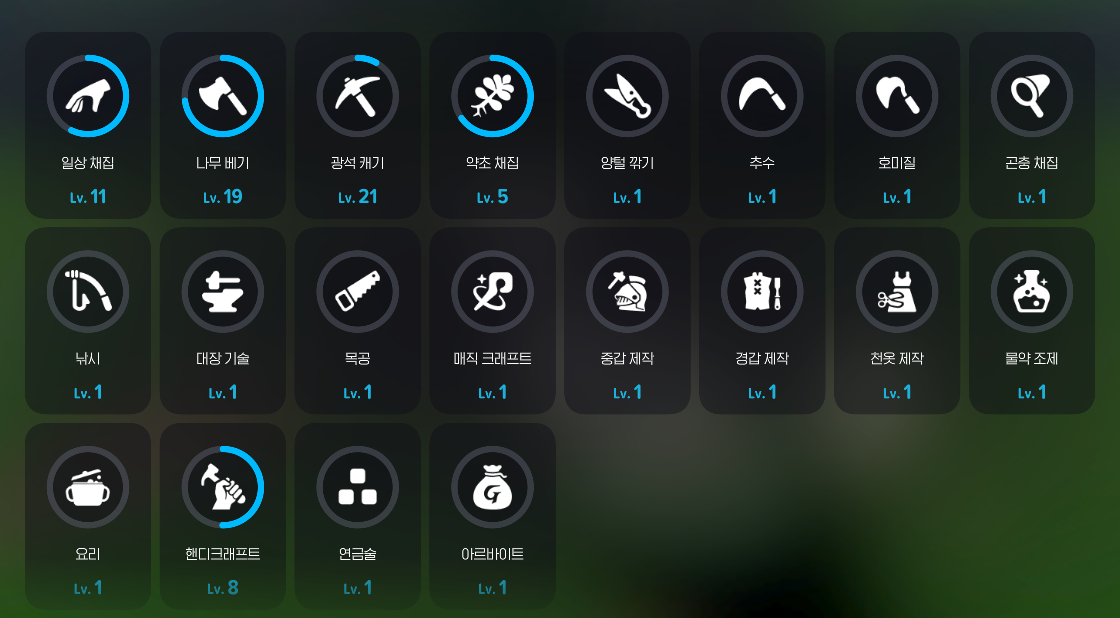 일상 채집
Lv. 11
나무 베기
Lv. 19
광석 캐기
Lv. 21
약초 채집
Lv. 5
양털 깎기
Lv. 1
추수
Lv. 1
호미질
Lv. 1
곤충 채집
Lv. 1
낚시
Lv. 1
대장 기술
Lv. 1
목공
Lv. 1
매직 크래프트
Lv. 1
중갑 제작
Lv. 1
경갑 제작
Lv. 1
천옷 제작
Lv. 1
물약 조제
Lv. 1
요리
Lv. 1
핸디크래프트
Lv. 8
연금술
Lv. 1
아르바이트
Lv. 1